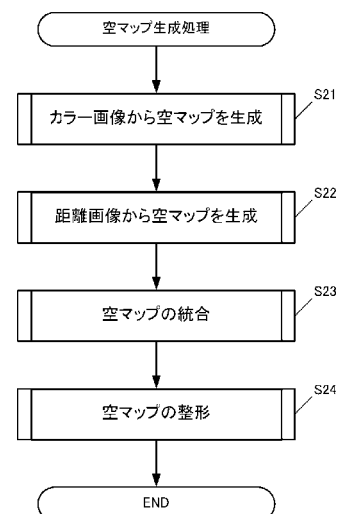 空マップ生成処理
S21
カラー画像から空マップを生成
S22
距離画像から空マップを生成
S23
空マップの統合
S24
空マップの整形
END